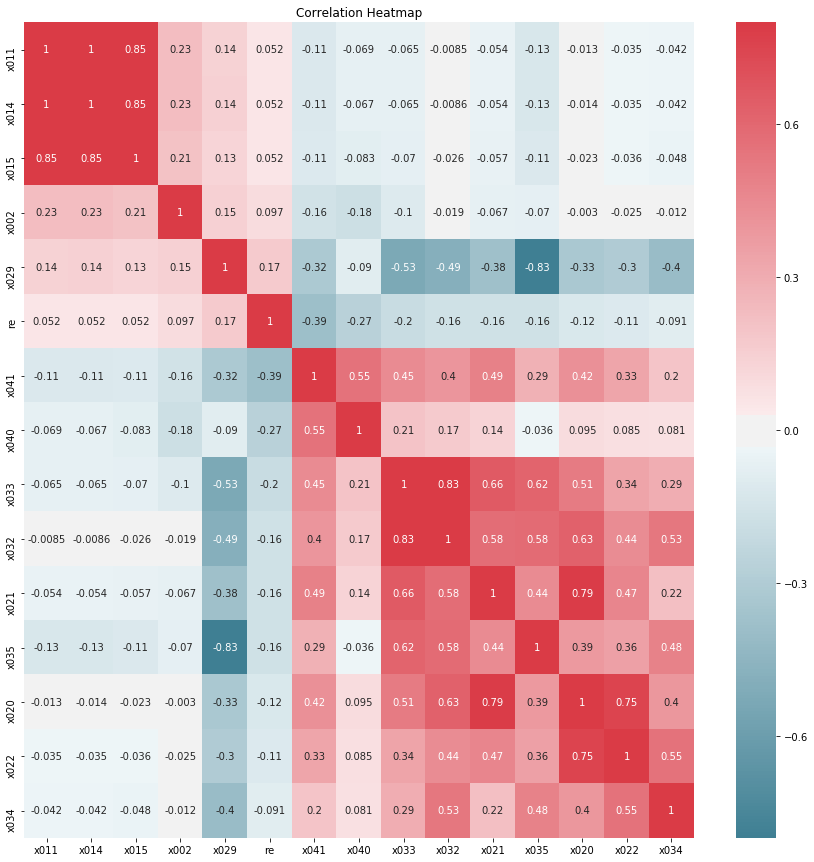 Correlation Heatmap
x011 1 1 0.85 0.23 0.14 0.052 -0.11 -0.069 -0.065 -0.0085 -0.054 -0.13 -0.013 -0.035 -0.042
x014 1 1 0.85 0.23 0.14 0.052 -0.11 -0.067 -0.065 -0.0086 -0.054 -0.13 -0.014 -0.035 -0.042
x015 0.85 0.85 1 0.21 0.13 0.052 -0.11 -0.083 -0.07 -0.026 -0.057 -0.11 -0.023 -0.036 -0.048
x002 0.23 0.23 0.21 1 0.15 0.097 -0.16 -0.18 -0.1 -0.019 -0.067 -0.07 -0.003 -0.025 -0.012
x029 0.14 0.14 0.13 0.15 1 0.17 -0.32 -0.09 -0.53 -0.49 -0.38 -0.83 -0.33 -0.3 -0.4
re 0.052 0.052 0.052 0.097 0.17 1 -0.39 -0.27 -0.2 -0.16 -0.16 -0.16 -0.12 -0.11 -0.091
x041 -0.11 -0.11 -0.11 -0.16 -0.32 -0.39 1 0.55 0.45 0.4 0.49 0.29 0.42 0.33 0.2
x040 -0.069 -0.067 -0.083 -0.18 -0.09 -0.27 0.55 1 0.21 0.17 0.14 -0.036 0.095 0.085 0.081
x033 -0.065 -0.065 -0.07 -0.1 -0.53 -0.2 0.45 0.21 1 0.83 0.66 0.62 0.51 0.34 0.29
x032 -0.0085 -0.0086 -0.026 -0.019 -0.49 -0.16 0.4 0.17 0.83 1 0.58 0.58 0.63 0.44 0.53
x021 -0.054 -0.054 -0.057 -0.067 -0.38 -0.16 0.49 0.14 0.66 0.58 1 0.44 0.79 0.47 0.22
x035 -0.13 -0.13 -0.11 -0.07 -0.83 -0.16 0.29 -0.036 0.62 0.58 0.44 1 0.39 0.36 0.48
x020 -0.013 -0.014 -0.023 -0.003 -0.33 -0.12 0.42 0.095 0.51 0.63 0.79 0.39 1 0.75 0.4
x022 -0.035 -0.035 -0.036 -0.025 -0.3 -0.11 0.33 0.085 0.34 0.44 0.47 0.36 0.75 1 0.55
x034 -0.042 -0.042 -0.048 -0.012 -0.4 -0.091 0.2 0.081 0.29 0.53 0.22 0.48 0.4 0.55 1
x011 x014 x015 x002 x029 re x041 x040 x033 x032 x021 x035 x020 x022 x034
0.6
0.3
0.0
−0.3
−0.6